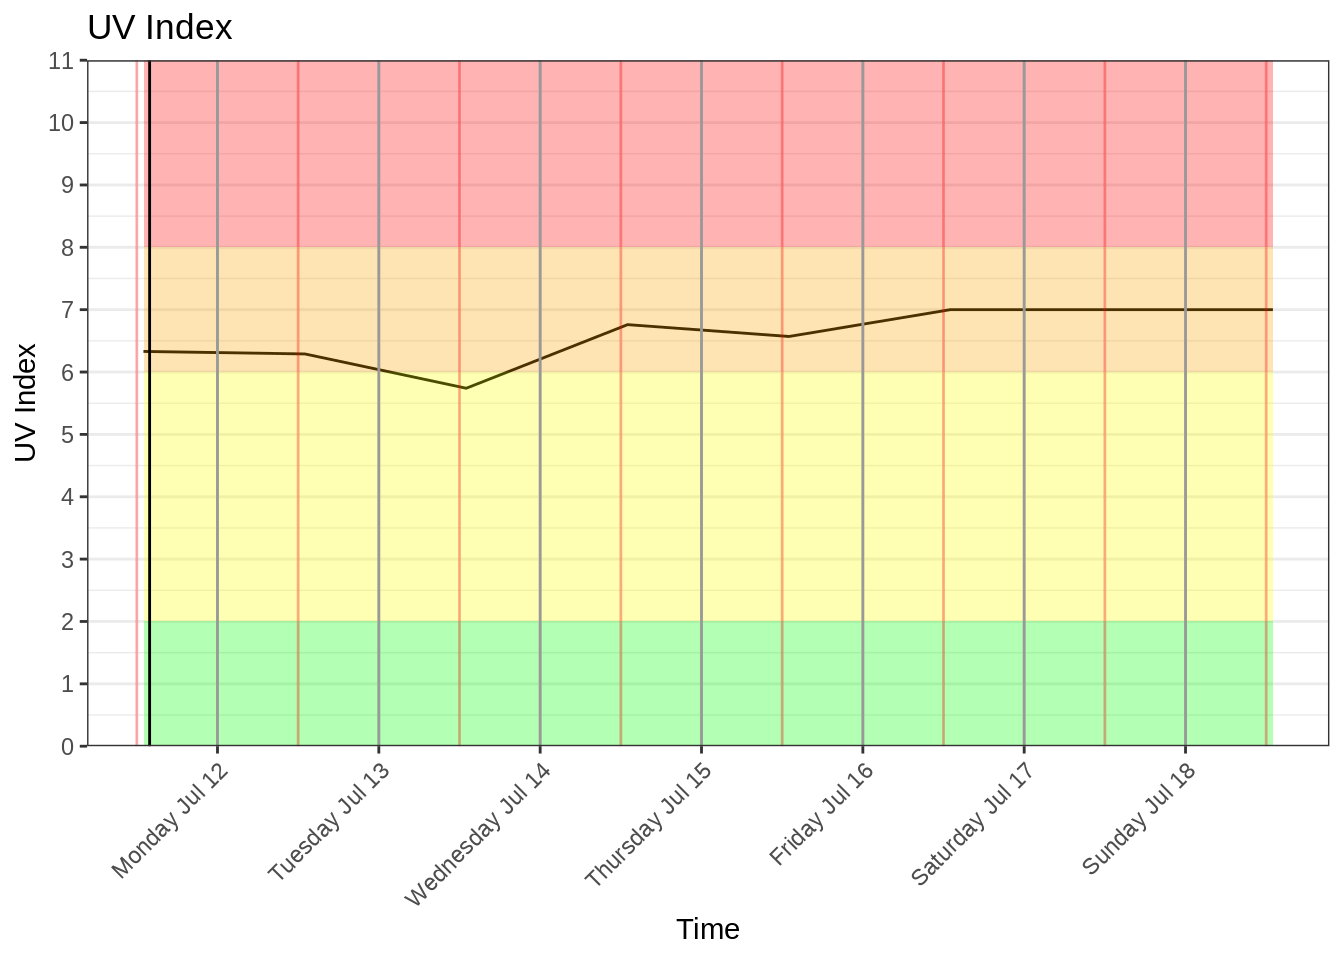 UV Index
UV Index
11
10
9
8
7
6
5
4
3
2
1
0
Monday Jul 12
Tuesday Jul 13
Wednesday Jul 14
Thursday Jul 15
Friday Jul 16
Saturday Jul 17
Sunday Jul 18
Time